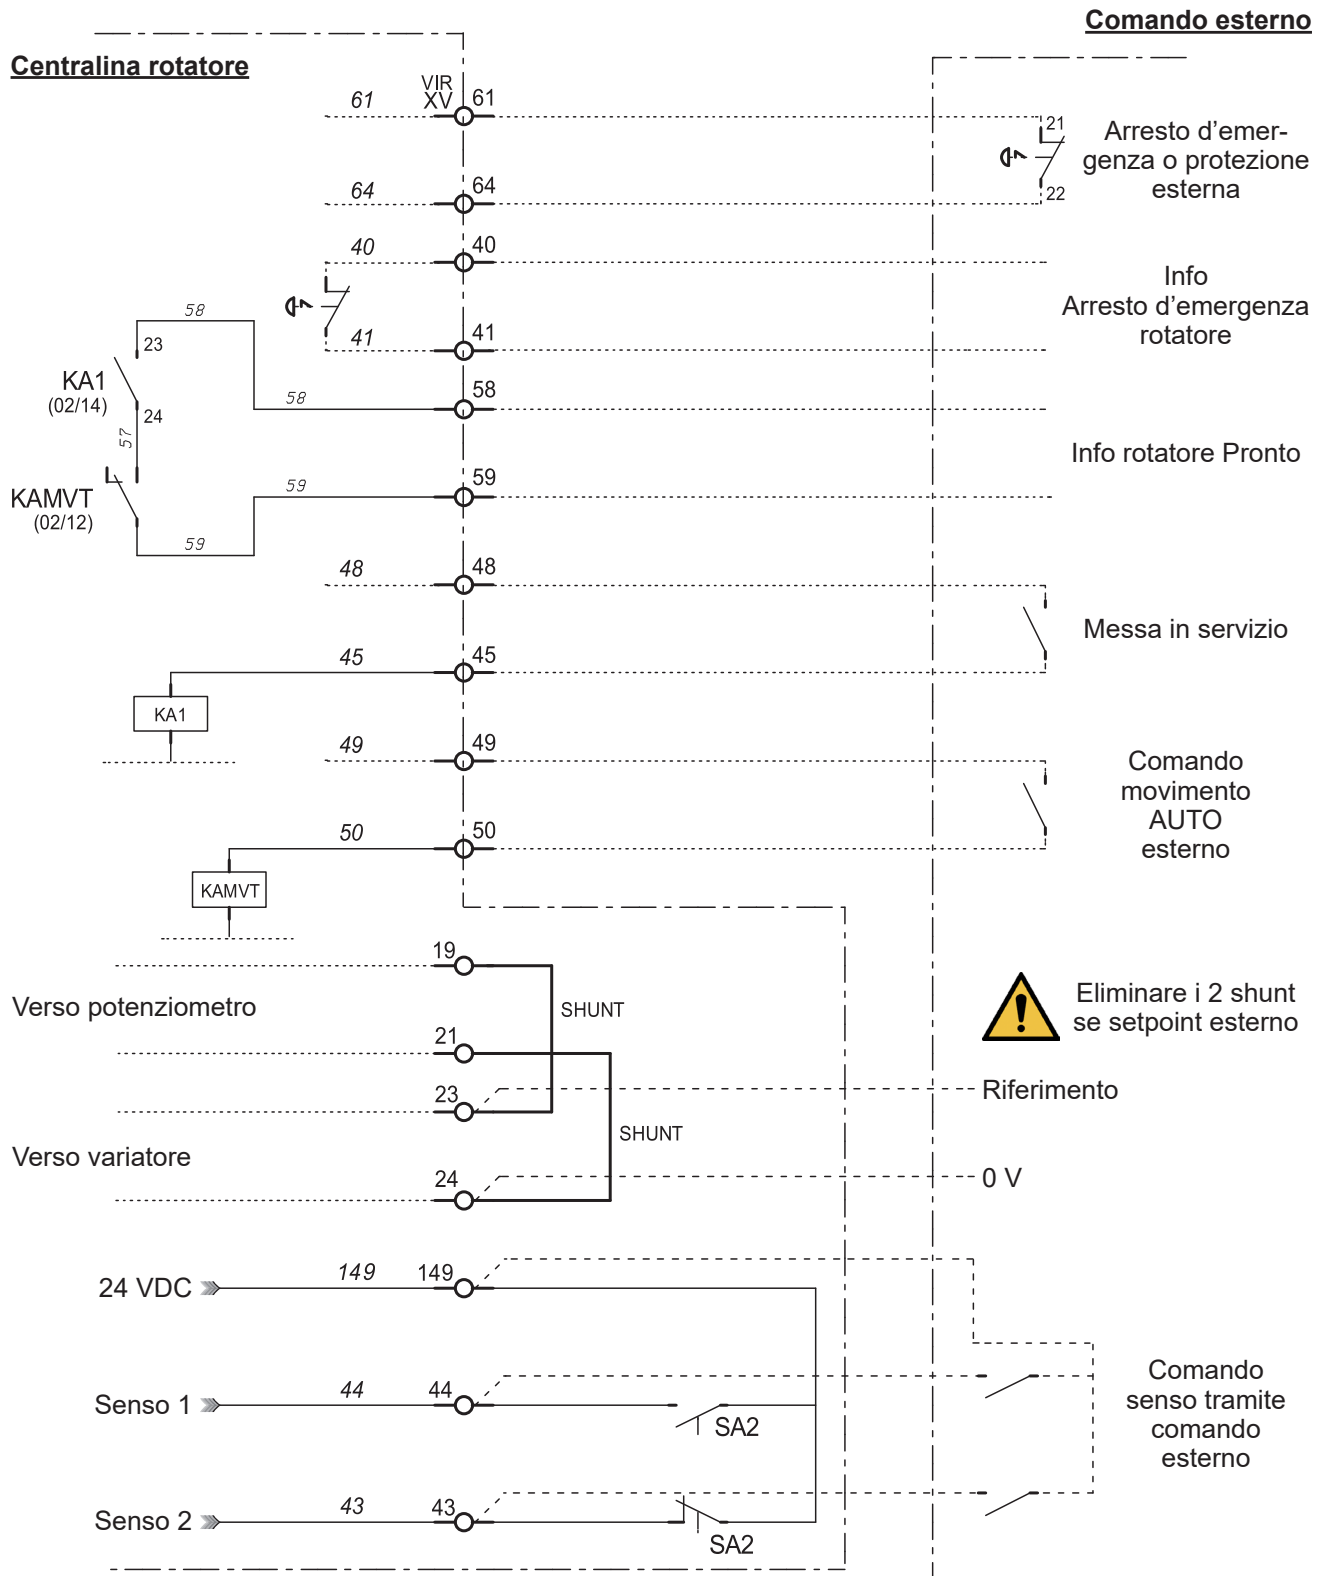 Comando esterno
Centralina rotatore
VIR
XV
61
61
21
Arresto d'emer-
genza o protezione
esterna
22
64
64
40
40
Info
Arresto d'emergenza
rotatore
41
41
58
23
KA1
(02/14)
24
57
58
58
Info rotatore Pronto
KAMVT
(02/12)
59
59
59
48
48
Messa in servizio
45
45
KA1
49
49
Comando
movimento
AUTO
esterno
50
50
KAMVT
19
Verso potenziometro
SHUNT
Eliminare i 2 shunt
se setpoint esterno
21
23
Riferimento
SHUNT
Verso variatore
24
0 V
24 VDC
149
149
Senso 1
44
44
SA2
Comando
senso tramite
comando
esterno
Senso 2
43
43
SA2